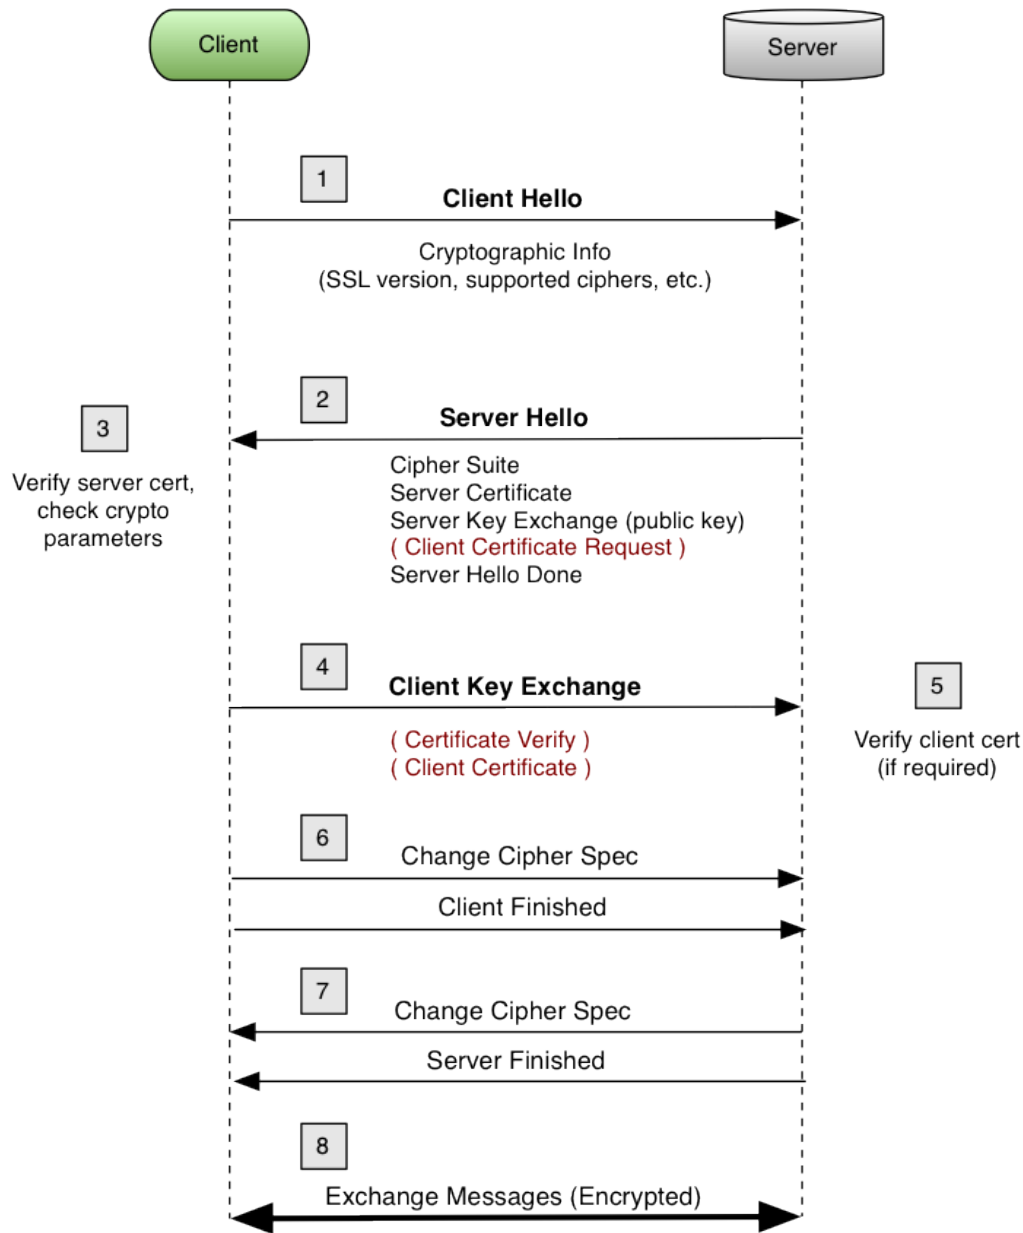 Client
Server
1
Client Hello
Cryptographic Info
(SSL version, supported ciphers, etc.)
2
Server Hello
3
Verify server cert,
check crypto
parameters
Cipher Suite
Server Certificate
Server Key Exchange (public key)
( Client Certificate Request )
Server Hello Done
4
Client Key Exchange
( Certificate Verify )
( Client Certificate )
5
Verify client cert
(if required)
6
Change Cipher Spec
Client Finished
7
Change Cipher Spec
Server Finished
8
Exchange Messages (Encrypted)